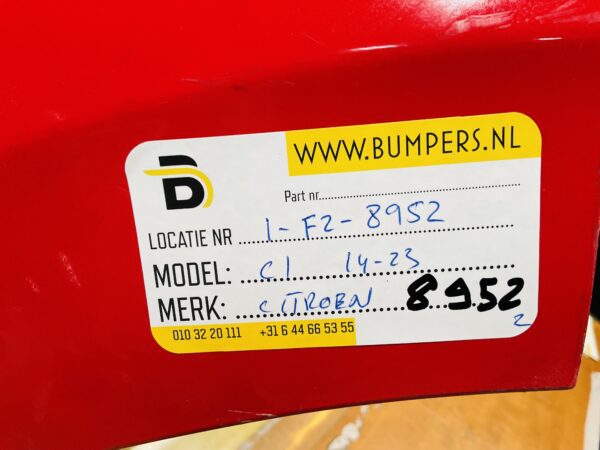 WWW.BUMPERS.NL
B
Part nr.
LOCATIE NR 1-F2-8952
MODEL: C1 14-23
MERK: CITROEN 8952
2
010 32 20 111 +31 6 44 66 53 55